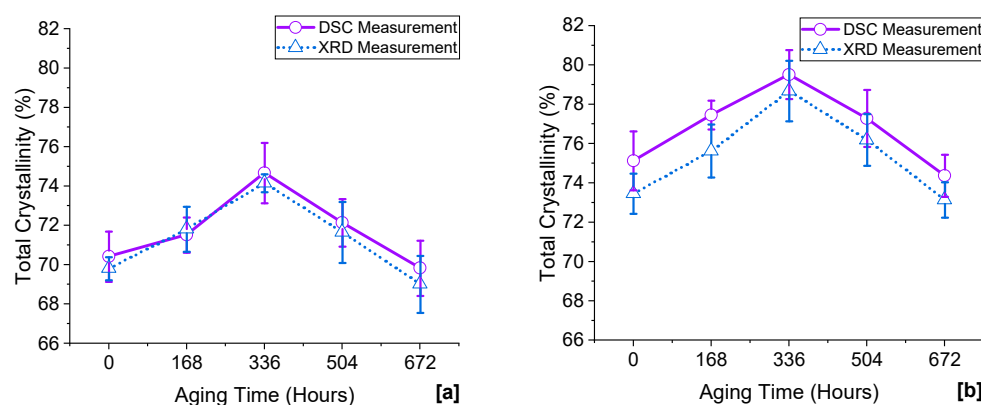 DSC Measurement
XRD Measurement
Total Crystallinity (%)
82
80
78
76
74
72
70
68
66
0 168 336 504 672
Aging Time (Hours)
[a]
DSC Measurement
XRD Measurement
Total Crystallinity (%)
82
80
78
76
74
72
70
68
66
0 168 336 504 672
Aging Time (Hours)
[b]